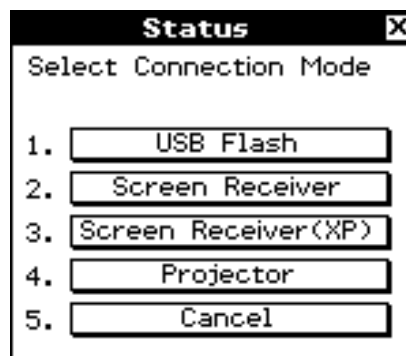 Status X
Select Connection Mode
1. USB Flash
2. Screen Receiver
3. Screen Receiver(XP)
4. Projector
5. Cancel